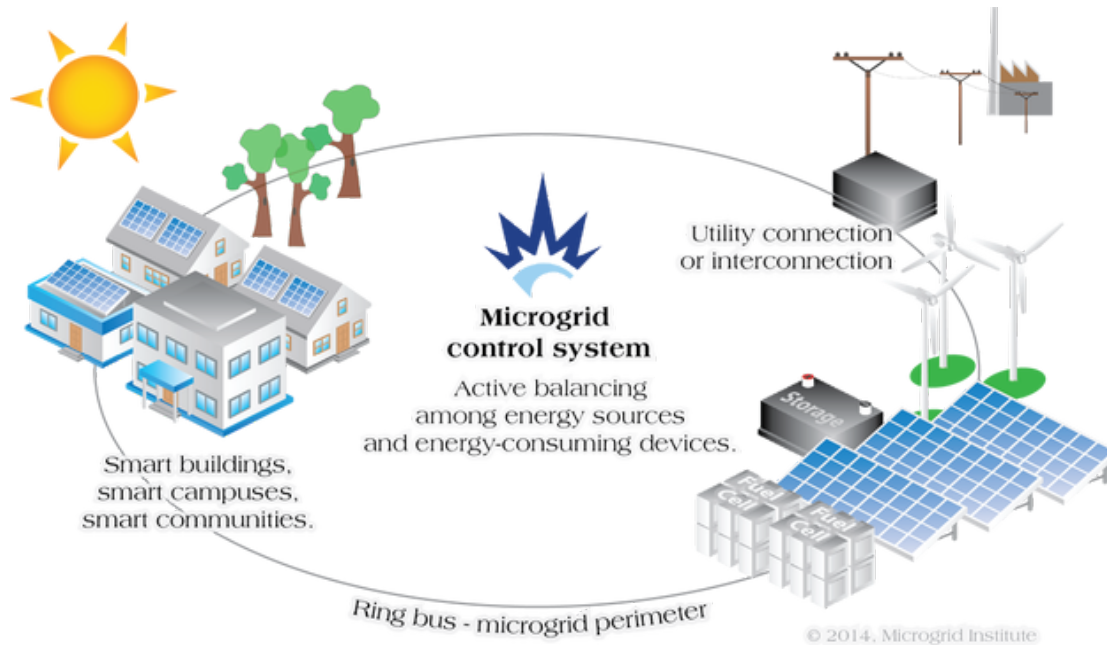 Utility connection
or interconnection
Microgrid
control system
Active balancing
among energy sources
and energy-consuming devices.
Storage
Smart buildings,
smart campuses,
smart communities.
Fuel
Cell
Fuel
Cell
Ring bus - microgrid perimeter
© 2014, Microgrid Institute